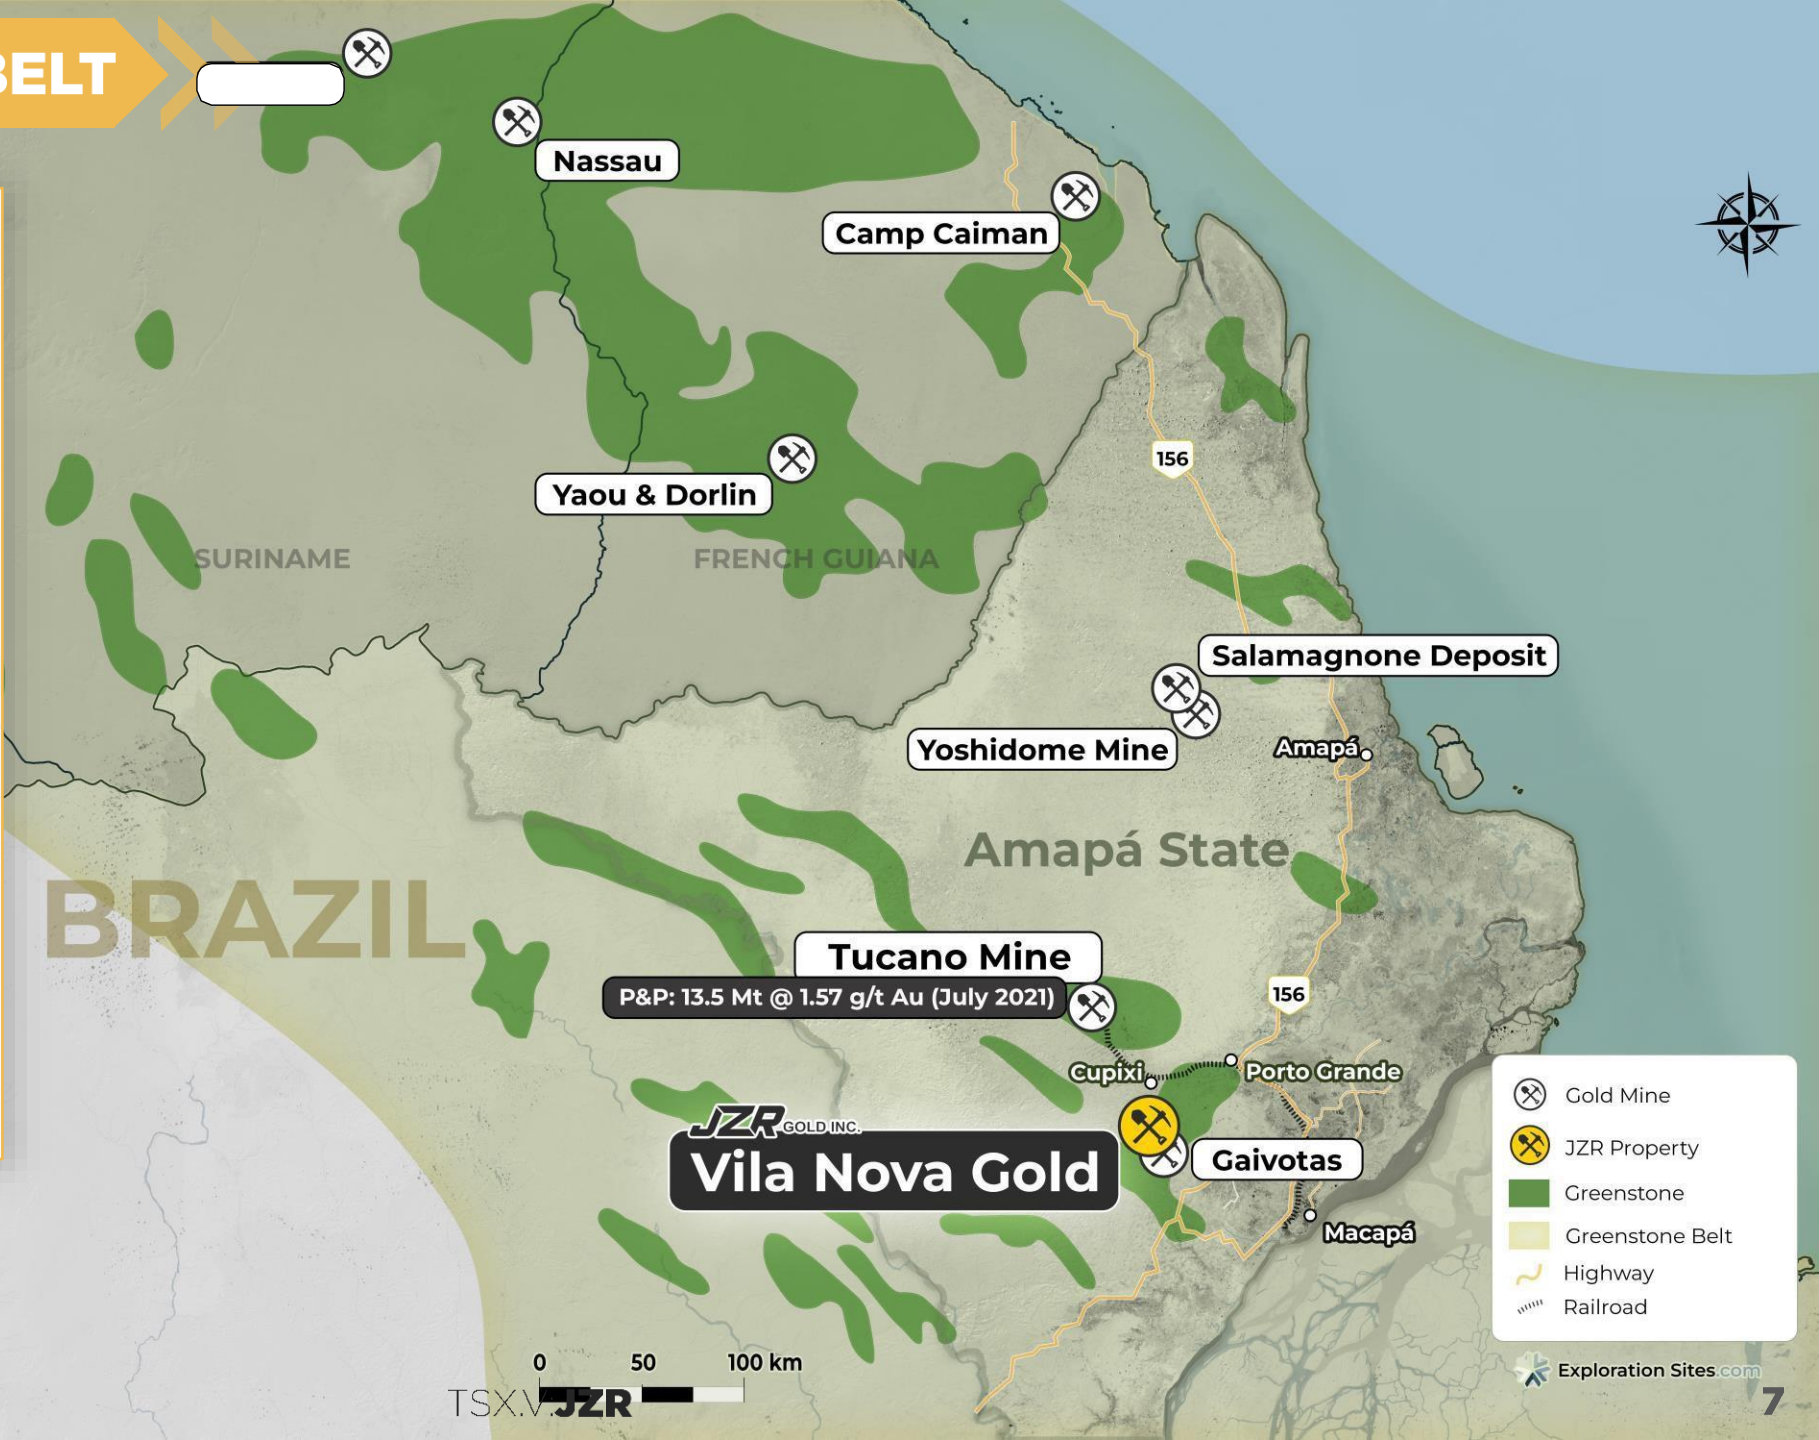 BELT
Nassau
Camp Caiman
156
Yaou & Dorlin
SURINAME
FRENCH GUIANA
Salamagnone Deposit
Yoshidome Mine
Amapá
Amapá State
BRAZIL
Tucano Mine
P&P: 13.5 Mt @ 1.57 g/t Au (July 2021)
156
Cupixi
Porto Grande
JZR GOLD INC.
Vila Nova Gold
Gaivotas
Macapá
Gold Mine
JZR Property
Greenstone
Greenstone Belt
Highway
Railroad
0 50 100 km
TSX.V:JZR
Exploration Sites.com
7